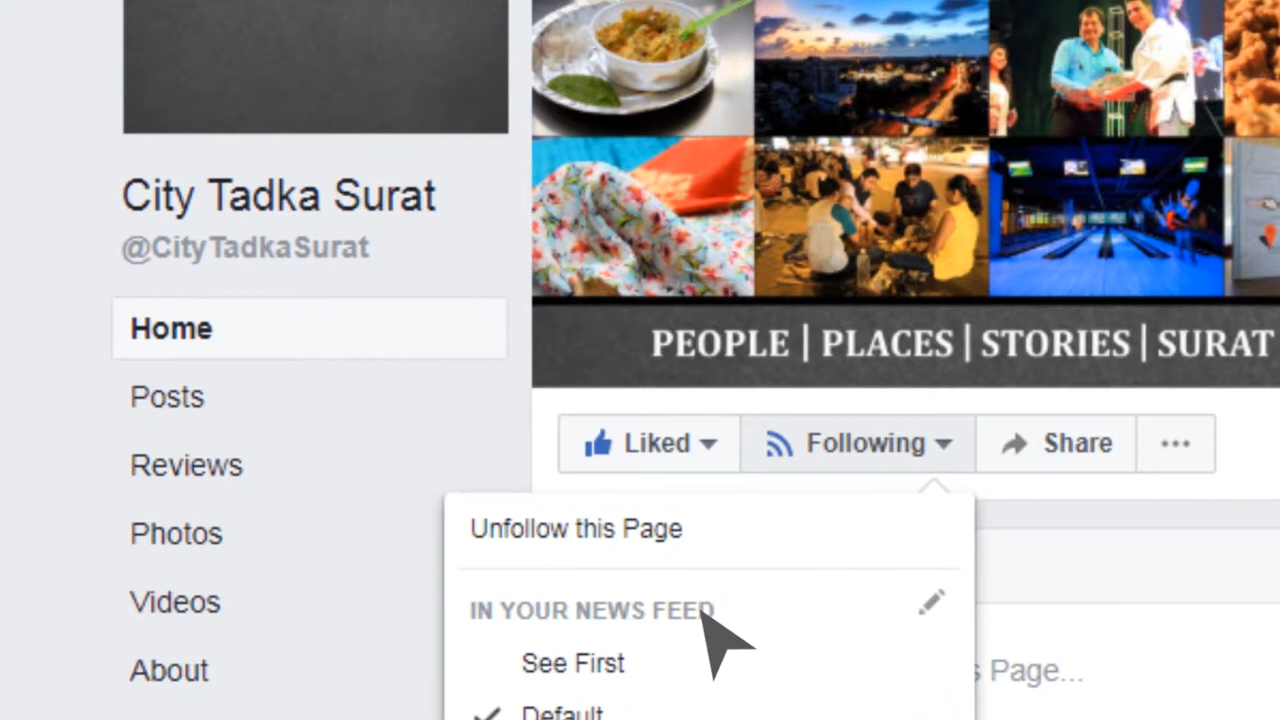 City Tadka Surat
@CityTadkaSurat
Home
Posts
Reviews
Photos
Videos
About
PEOPLE | PLACES | STORIES | SURAT
Liked
Following
Share
Unfollow this Page
IN YOUR NEWS FEED
See First
Default
s Page...